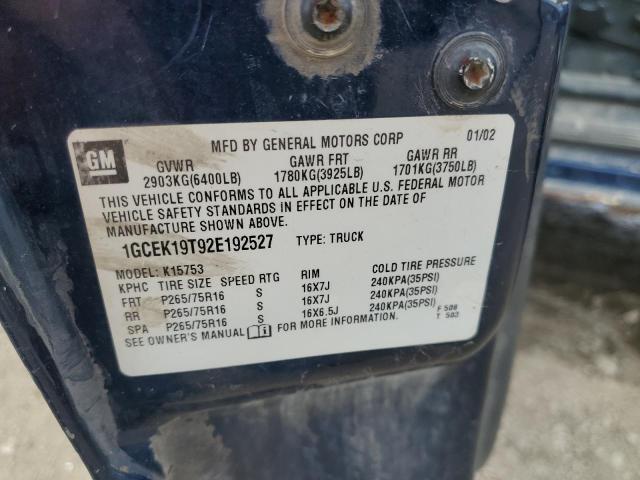 GM
MFD BY GENERAL MOTORS CORP 01/02
GVWR GAWR FRT GAWR RR
2903KG(6400LB) 1780KG(3925LB) 1701KG(3750LB)
THIS VEHICLE CONFORMS TO ALL APPLICABLE U.S. FEDERAL MOTOR
VEHICLE SAFETY STANDARDS IN EFFECT ON THE DATE OF
MANUFACTURE SHOWN ABOVE.
1GCEK19T92E192527 TYPE: TRUCK
MODEL: K15753
KPHC TIRE SIZE SPEED RTG RIM COLD TIRE PRESSURE
FRT P265/75R16 S 16X7J 240KPA(35PSI)
RR P265/75R16 S 16X7J 240KPA(35PSI)
SPA P265/75R16 S 16X6.5J 240KPA(35PSI)
SEE OWNER'S MANUAL FOR MORE INFORMATION.
F 506
T 503